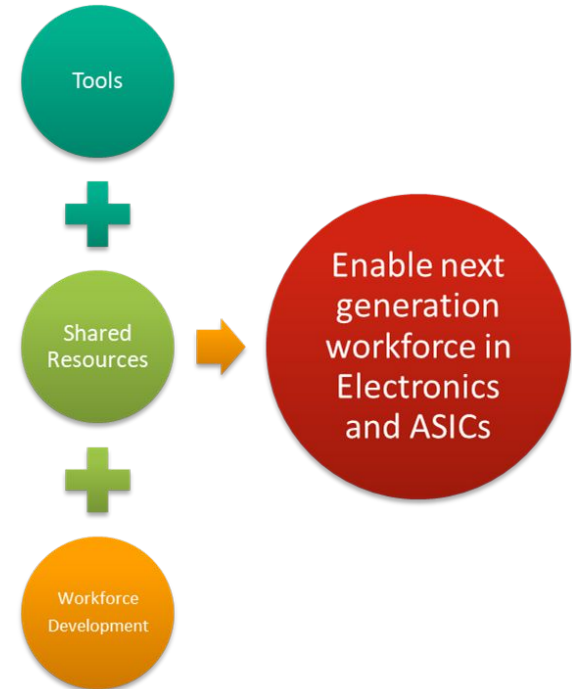 Tools
Shared
Resources
Workforce
Development
Enable next
generation
workforce in
Electronics
and ASICs